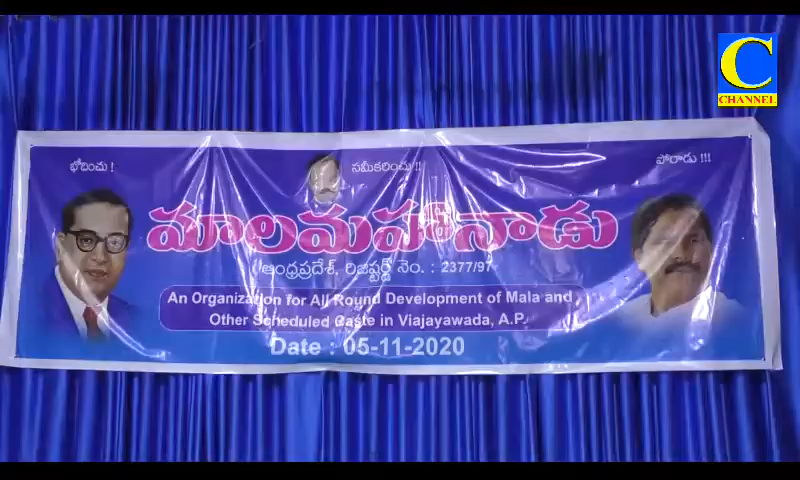 C
CHANNEL
భోదించు !
సమీకరించు !!
పోరాడు !!!
మాలమహానాడు
ఆంధ్రప్రదేశ్, రిజిష్టర్డ్ నెం. : 2377/97
An Organization for All Round Development of Mala and
Other Scheduled Caste in Viajayawada, A.P.
Date : 05-11-2020